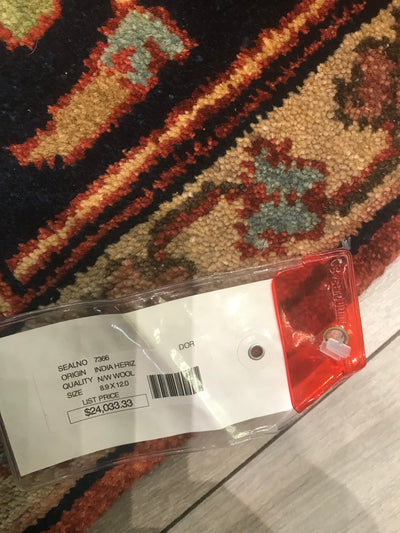 DOR
SEALNO 7366
ORIGIN INDIA HERIZ
QUALITY N/W WOOL
SIZE 8.9 X 12.0
LIST PRICE
$24,033.33